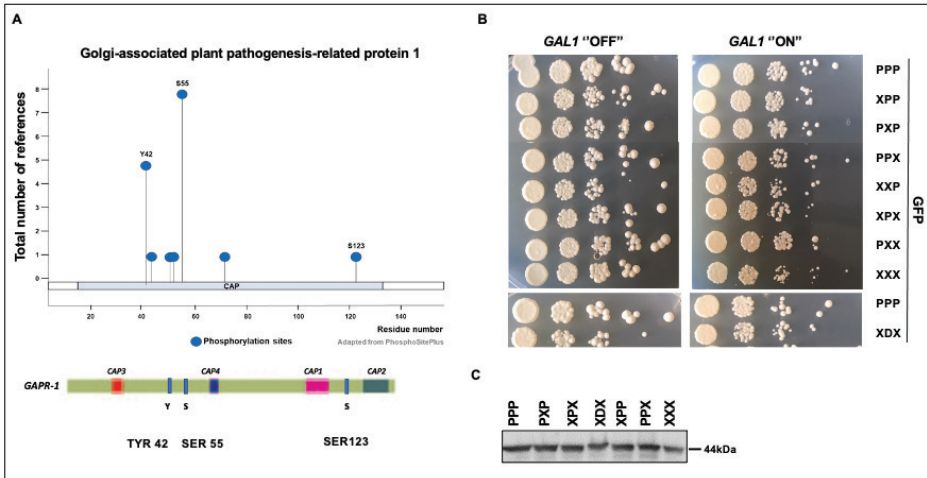 A
Golgi-associated plant pathogenesis-related protein 1
Total number of references
8
7
6
5
4
3
2
1
0
S55
Y42
S123
CAP
20
40
60
80
100
120
140
Residue number
Phosphorylation sites
Adapted from PhosphoSitePlus
CAP3
CAP4
CAP1
CAP2
GAPR-1
Y
S
S
TYR 42
SER 55
SER123
B
GAL1 "OFF"
GAL1 "ON"
PPP
XPP
PXP
PPX
XXP
XPX
PXX
XXX
PPP
XDX
GFP
C
PPP
PXP
XPX
XDX
XPP
PPX
XXX
44kDa